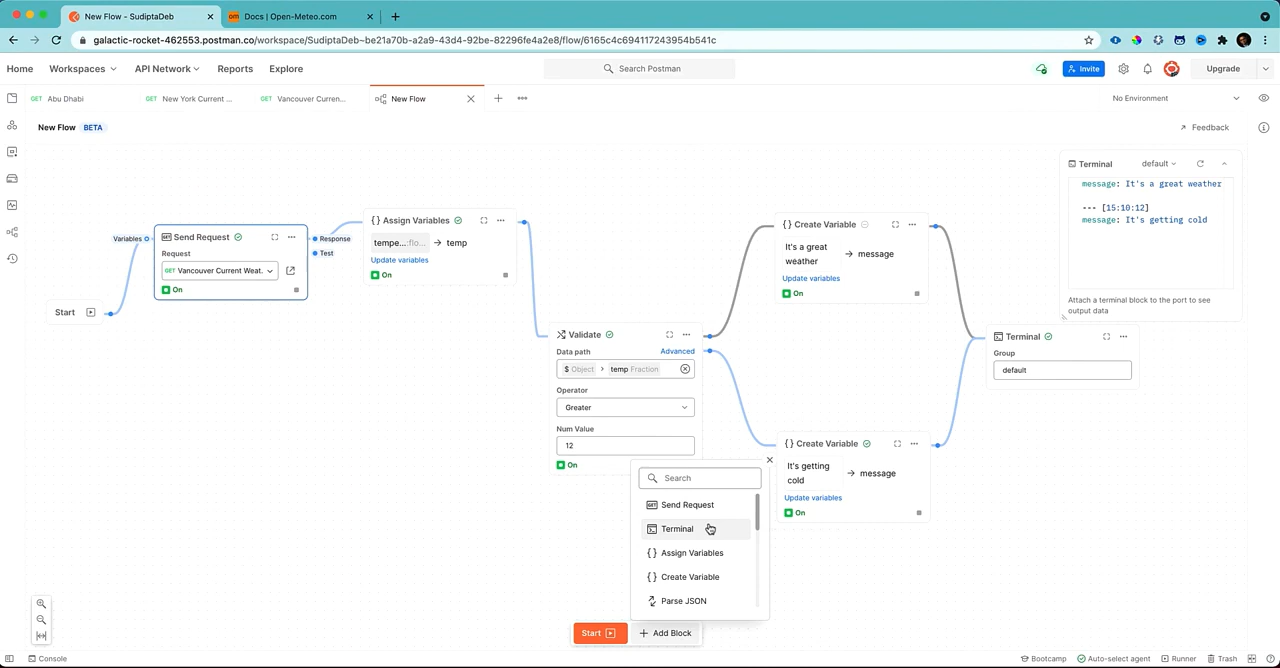 New Flow - SudiptaDeb
Docs | Open-Meteo.com
galactic-rocket-462553.postman.co/workspace/SudiptaDeb~be21a70b-a2a9-43d4-92be-82296fe4a2e8/flow/6165c4c694117243954b541c
Home Workspaces API Network Reports Explore
Search Postman
Invite
Upgrade
GET Abu Dhabi
GET New York Current ...
GET Vancouver Curren...
New Flow
No Environment
New Flow BETA
Feedback
Terminal default
message: It's a great weather
--- [15:10:12]
message: It's getting cold
Attach a terminal block to the port to see
output data
Start
Variables
Send Request
Request
GET Vancouver Current Weat.
On
Response
Test
{} Assign Variables
tempe...:flo... → temp
Update variables
On
Validate
Data path Advanced
$ Object > temp Fraction
Operator
Greater
Num Value
12
On
{} Create Variable
It's a great
weather → message
Update variables
On
{} Create Variable
It's getting
cold → message
Update variables
On
Terminal
Group
default
Search
GET Send Request
Terminal
{} Assign Variables
{} Create Variable
Parse JSON
Start
+ Add Block
Console
Bootcamp
Auto-select agent
Runner
Trash